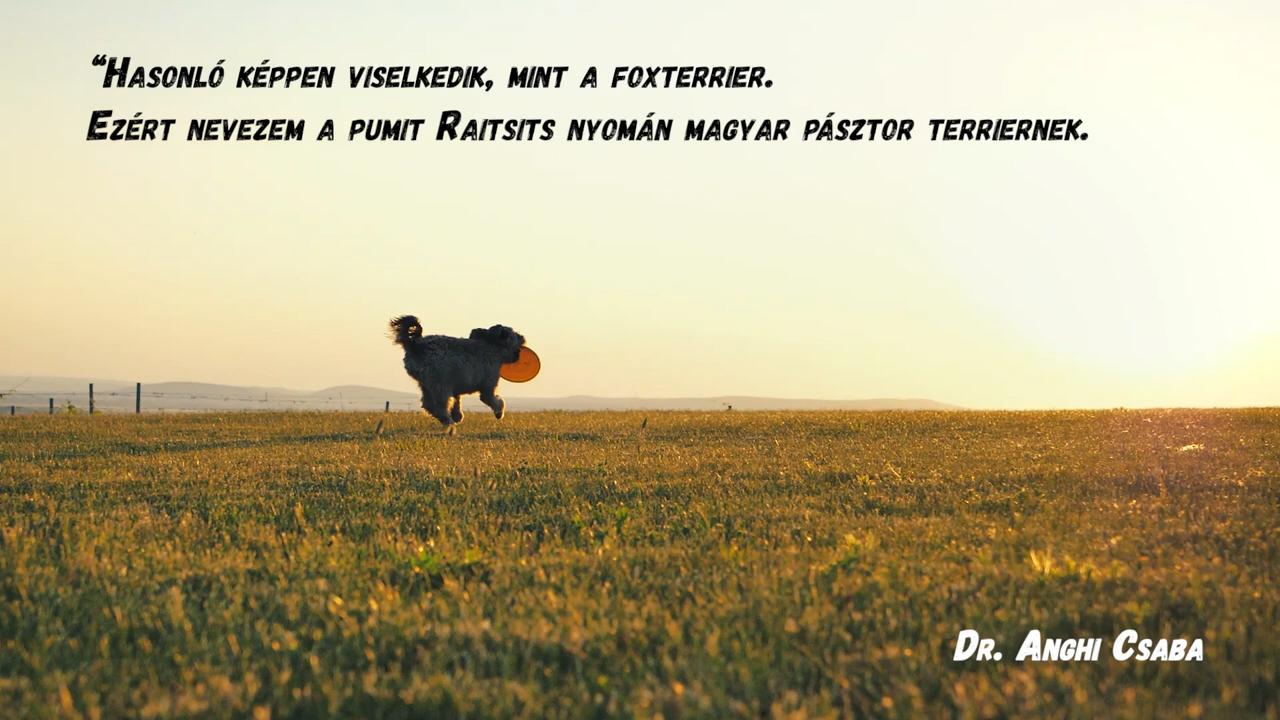 “Hasonló képpen viselkedik, mint a foxterrier.
Ezért nevezem a pumit Raitsits nyomán magyar pásztor terriernek.
Dr. Anghi Csaba